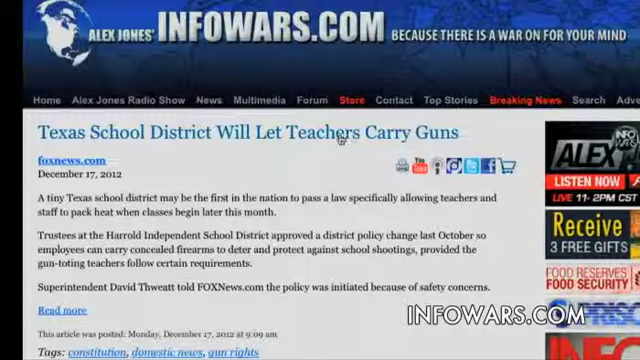 ALEX JONES' INFOWARS.COM BECAUSE THERE IS A WAR ON FOR YOUR MIND
Home Alex Jones Radio Show News Multimedia Forum Store Contact Top Stories Breaking News Search
Texas School District Will Let Teachers Carry Guns
foxnews.com
December 17, 2012
A tiny Texas school district may be the first in the nation to pass a law specifically allowing teachers and
staff to pack heat when classes begin later this month.
Trustees at the Harrold Independent School District approved a district policy change last October so
employees can carry concealed firearms to deter and protect against school shootings, provided the
gun-toting teachers follow certain requirements.
Superintendent David Thweatt told FOXNews.com the policy was initiated because of safety concerns.
Read more
This article was posted: Monday, December 17, 2012 at 9:09 am
Tags: constitution, domestic news, gun rights
INFO
ALEX
LISTEN NOW
LIVE 11- 2PM CST
Receive
3 FREE GIFTS
FOOD RESERVES
FOOD SECURITY
INFOWARS.COM